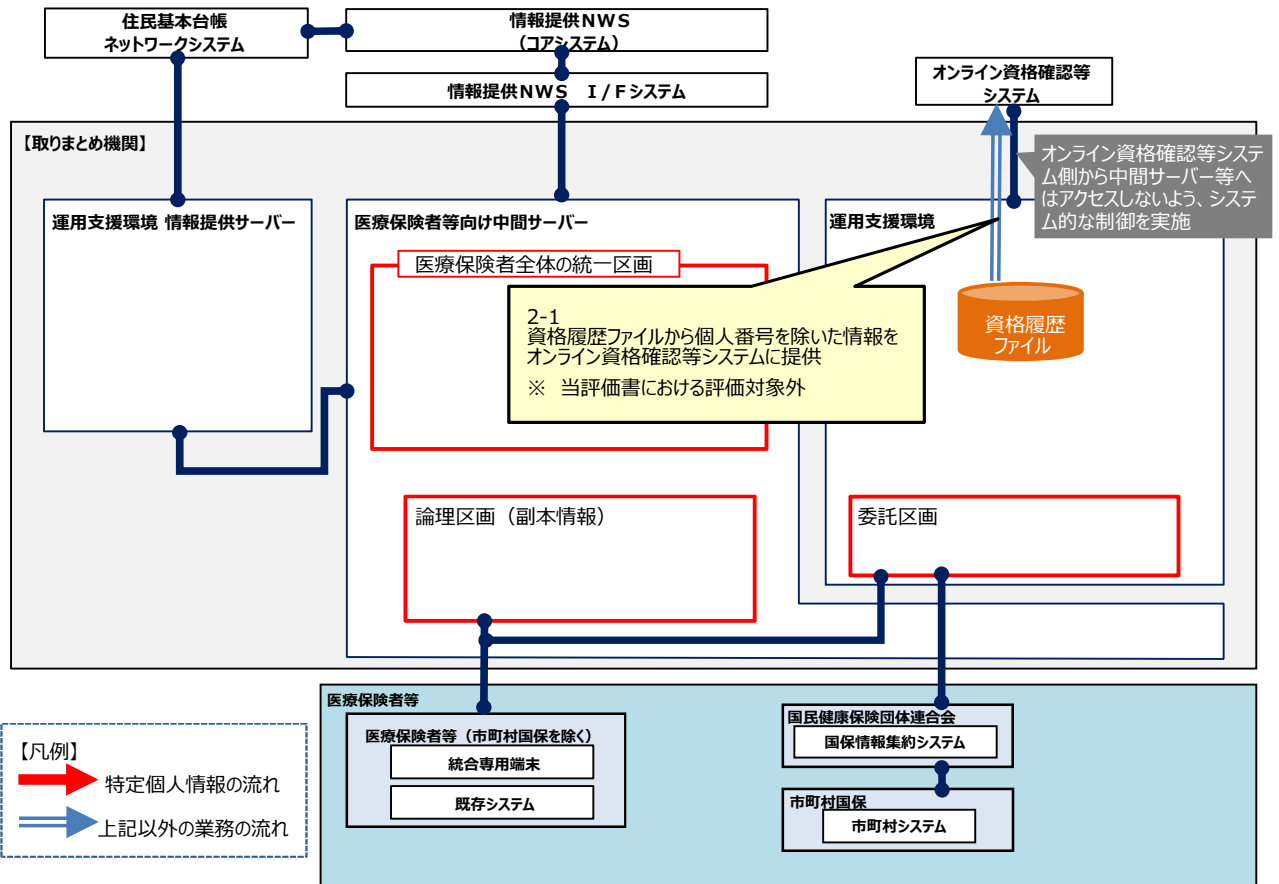 住民基本台帳
ネットワークシステム
情報提供ＮＷＳ
（コアシステム）
情報提供ＮＷＳ　Ｉ/Ｆシステム
オンライン資格確認等
システム
【取りまとめ機関】
オンライン資格確認等システ
ム側から中間サーバー等へ
はアクセスしないよう、システ
ム的な制御を実施
運用支援環境 情報提供サーバー
医療保険者等向け中間サーバー
運用支援環境
医療保険者全体の統一区画
2-1
資格履歴ファイルから個人番号を除いた情報を
オンライン資格確認等システムに提供
※　当評価書における評価対象外
資格履歴
ファイル
論理区画（副本情報）
委託区画
医療保険者等
医療保険者等（市町村国保を除く）
統合専用端末
既存システム
国民健康保険団体連合会
国保情報集約システム
市町村国保
市町村システム
【凡例】
特定個人情報の流れ
上記以外の業務の流れ